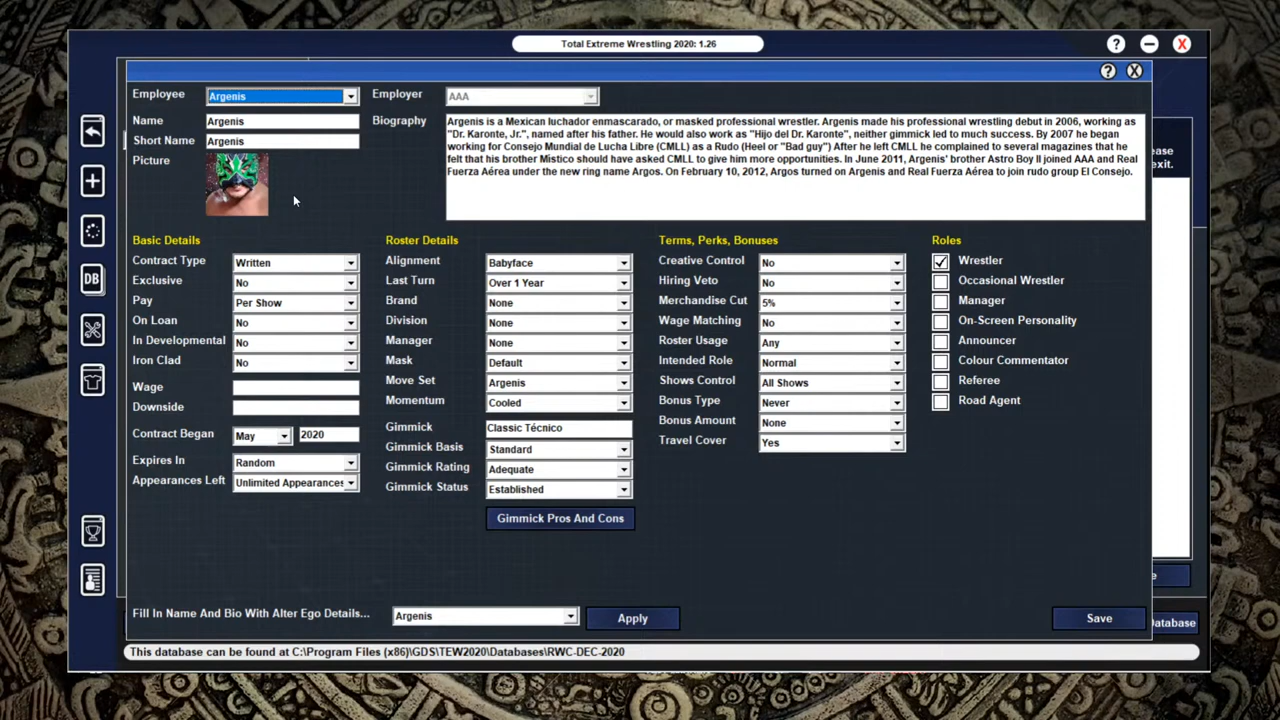 Total Extreme Wrestling 2020: 1.26
?
X
? X
Employee Argenis Employer AAA
Name Argenis Biography
Short Name Argenis
Picture
Argenis is a Mexican luchador enmascarado, or masked professional wrestler. Argenis made his professional wrestling debut in 2006, working as
"Dr. Karonte, Jr.", named after his father. He would also work as "Hijo del Dr. Karonte", neither gimmick led to much success. By 2007 he began
working for Consejo Mundial de Lucha Libre (CMLL) as a Rudo (Heel or "Bad guy") After he left CMLL he complained to several magazines that he
felt that his brother Mistico should have asked CMLL to give him more opportunities. In June 2011, Argenis' brother Astro Boy II joined AAA and Real
Fuerza Aérea under the new ring name Argos. On February 10, 2012, Argos turned on Argenis and Real Fuerza Aérea to join rudo group El Consejo.
ease
exit.
DB
Basic Details
Contract Type Written
Exclusive No
Pay Per Show
On Loan No
In Developmental No
Iron Clad No
Wage
Downside
Contract Began May 2020
Expires In Random
Appearances Left Unlimited Appearances
Roster Details
Alignment Babyface
Last Turn Over 1 Year
Brand None
Division None
Manager None
Mask Default
Move Set Argenis
Momentum Cooled
Gimmick Classic Técnico
Gimmick Basis Standard
Gimmick Rating Adequate
Gimmick Status Established
Gimmick Pros And Cons
Terms, Perks, Bonuses
Creative Control No
Hiring Veto No
Merchandise Cut 5%
Wage Matching No
Roster Usage Any
Intended Role Normal
Shows Control All Shows
Bonus Type Never
Bonus Amount None
Travel Cover Yes
Roles
Wrestler
Occasional Wrestler
Manager
On-Screen Personality
Announcer
Colour Commentator
Referee
Road Agent
Fill In Name And Bio With Alter Ego Details... Argenis Apply Save
e
Database
This database can be found at C:\Program Files (x86)\GDS\TEW2020\Databases\RWC-DEC-2020